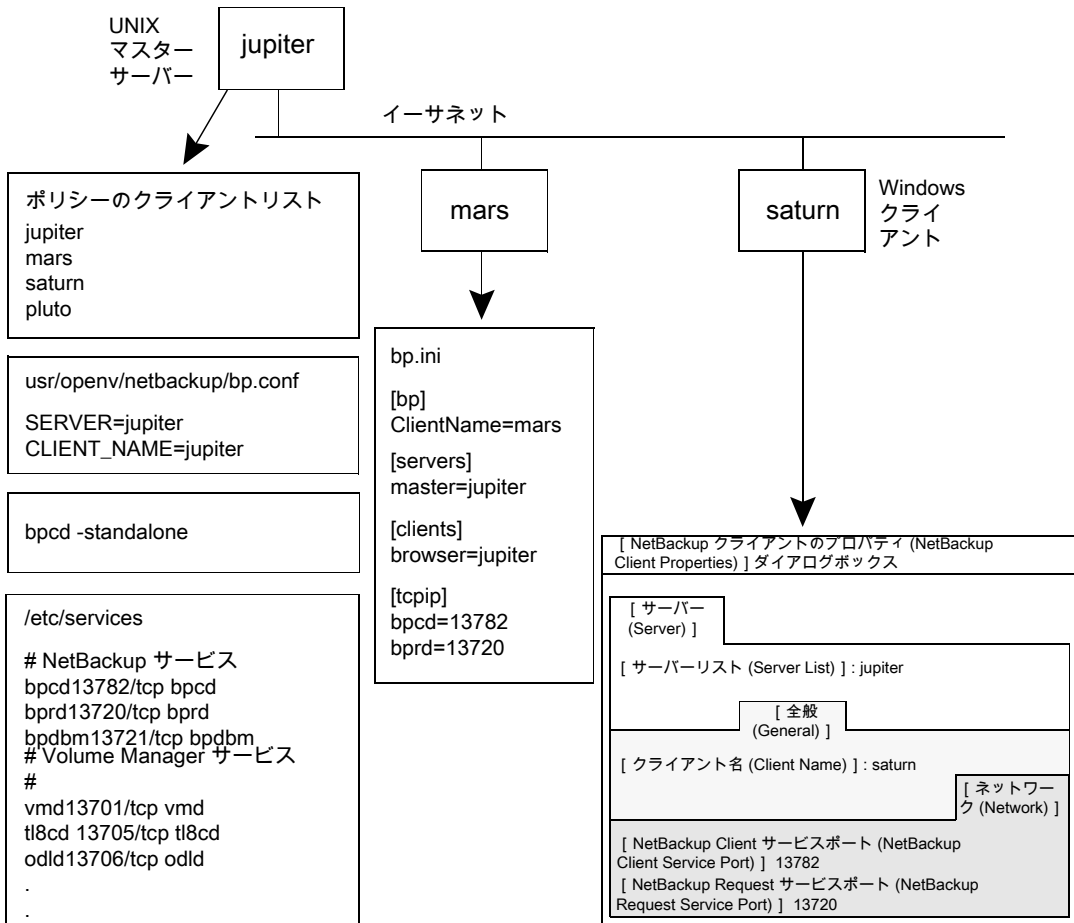 UNIX
マスター
サーバー
jupiter
イーサネット
ポリシーのクライアントリスト
jupiter
mars
saturn
pluto
usr/openv/netbackup/bp.conf
SERVER=jupiter
CLIENT_NAME=jupiter
bpcd -standalone
/etc/services
# NetBackup サービス
bpcd13782/tcp bpcd
bprd13720/tcp bprd
bpdbm13721/tcp bpdbm
# Volume Manager サービス
#
vmd13701/tcp vmd
tl8cd 13705/tcp tl8cd
odld13706/tcp odld
.
.
mars
bp.ini
[bp]
ClientName=mars
[servers]
master=jupiter
[clients]
browser=jupiter
[tcpip]
bpcd=13782
bprd=13720
saturn
Windows
クライ
アント
[ NetBackup クライアントのプロパティ (NetBackup
Client Properties) ] ダイアログボックス
[ サーバー
(Server) ]
[ サーバーリスト (Server List) ] : jupiter
[ 全般
(General) ]
[ クライアント名 (Client Name) ] : saturn
[ ネットワー
ク (Network) ]
[ NetBackup Client サービスポート (NetBackup
Client Service Port) ] 13782
[ NetBackup Request サービスポート (NetBackup
Request Service Port) ] 13720